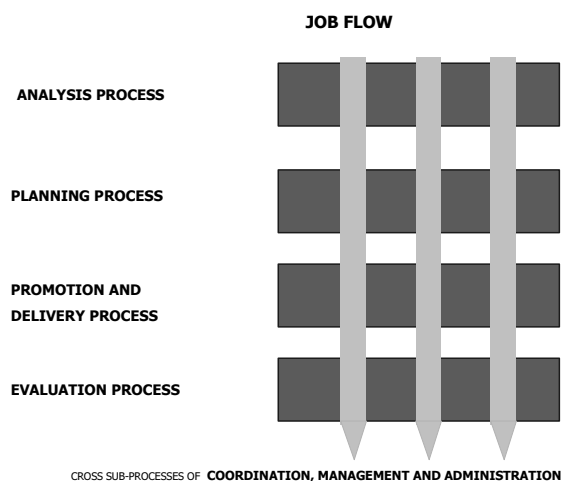 JOB FLOW
ANALYSIS PROCESS
PLANNING PROCESS
PROMOTION AND
DELIVERY PROCESS
EVALUATION PROCESS
CROSS SUB-PROCESSES OF COORDINATION, MANAGEMENT AND ADMINISTRATION